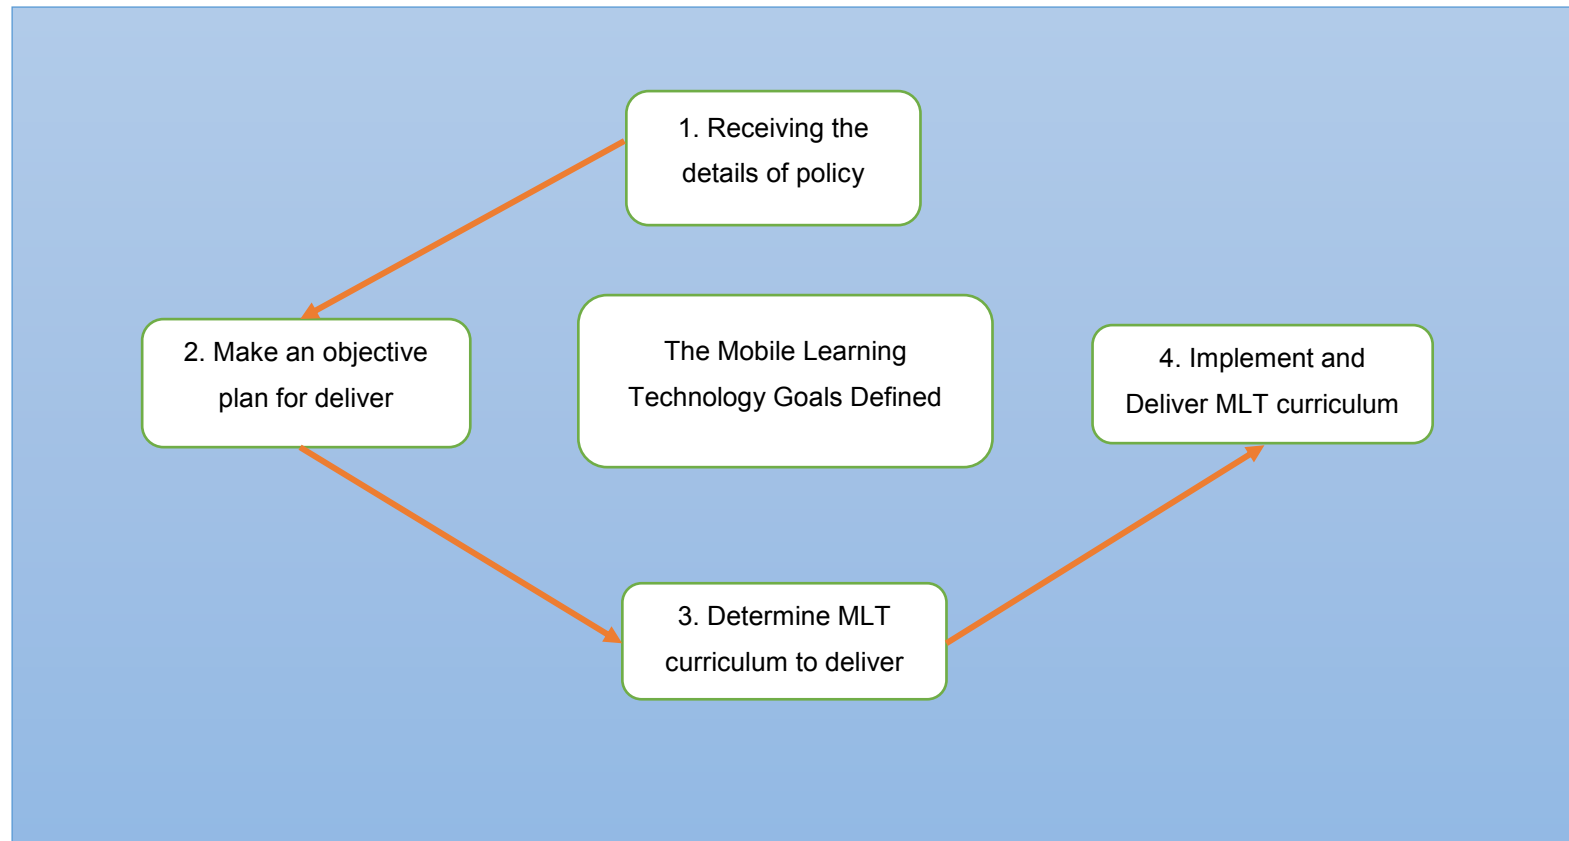 1. Receiving the
details of policy
2. Make an objective
plan for deliver
The Mobile Learning
Technology Goals Defined
4. Implement and
Deliver MLT curriculum
3. Determine MLT
curriculum to deliver